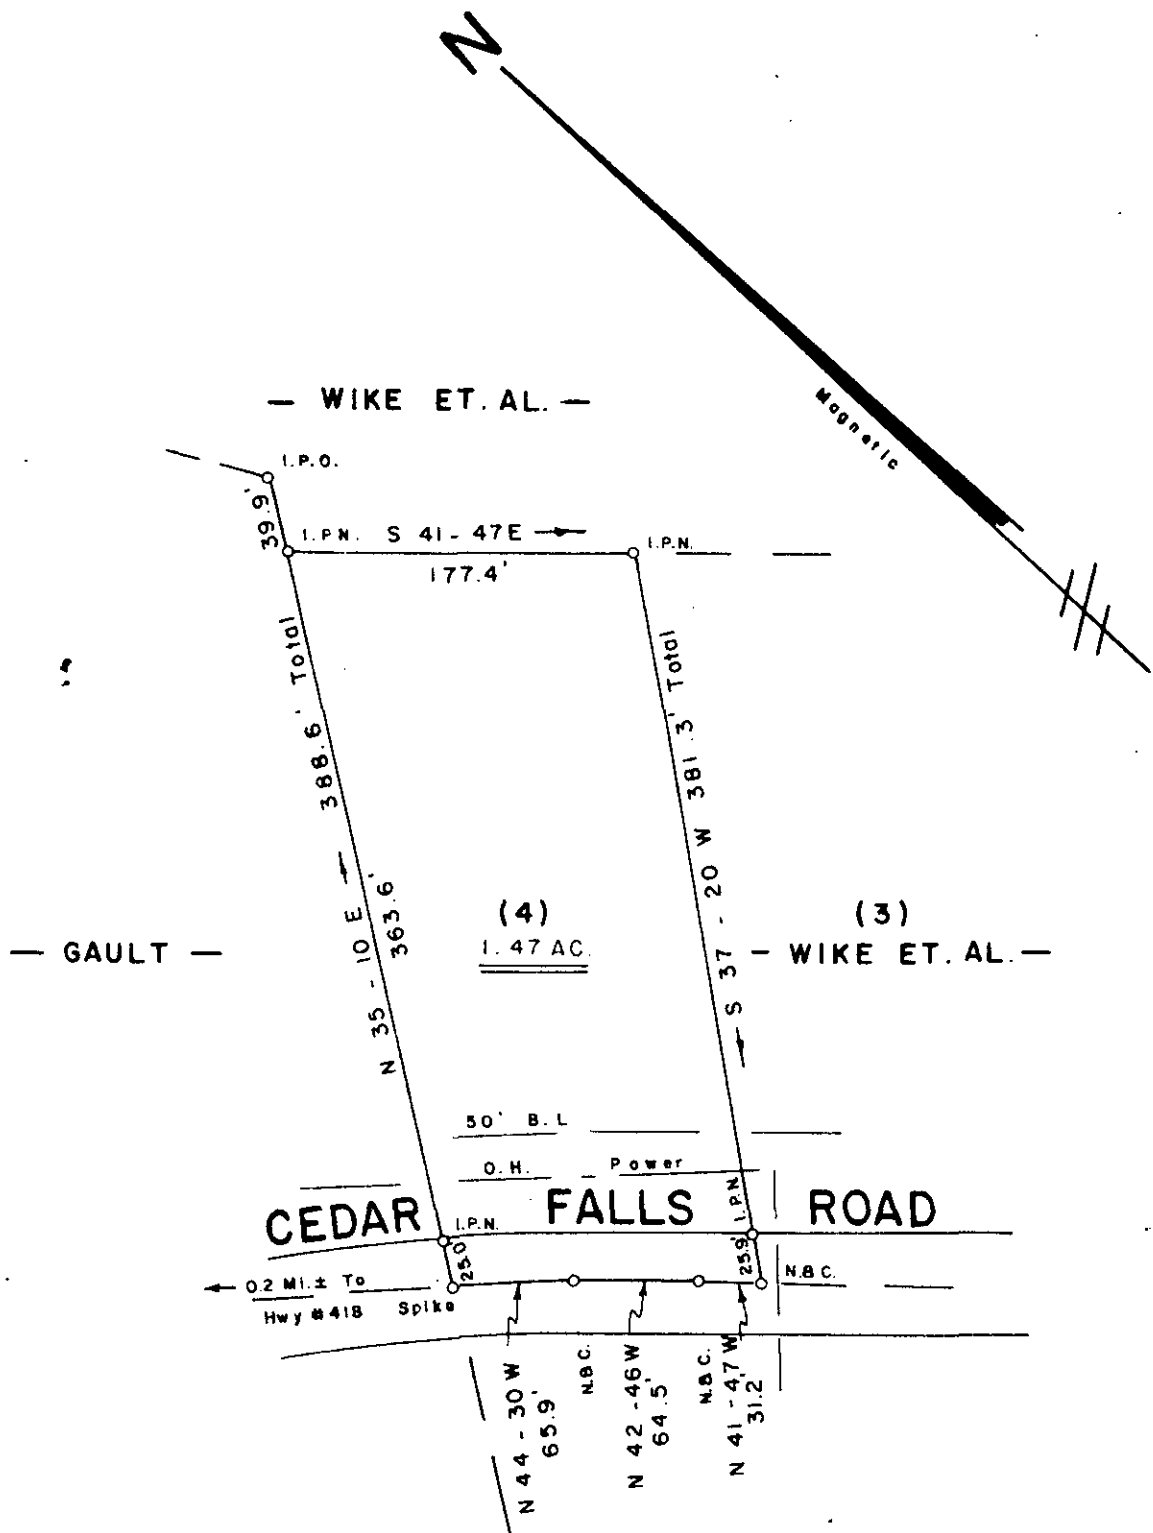 N
Magnetic
— WIKE ET. AL. —
I.P.O.
39.9'
I.P.N. S 41 - 47 E
I.P.N.
177.4'
388.6' Total
N 35 - 10 E
363.6'
S 37 - 20 W 381.3' Total
(4)
1.47 AC.
(3)
— GAULT —
— WIKE ET. AL. —
50' B.L
O.H. Power
I.P.N
CEDAR FALLS ROAD
I.P.N.
25.0'
25.9'
N.&C.
0.2 MI.± To
Hwy #418
Spike
N 44 - 30 W
65.9'
N.&C.
N 42 - 46 W
64.5'
N.&C.
N 41 - 47 W
31.2'